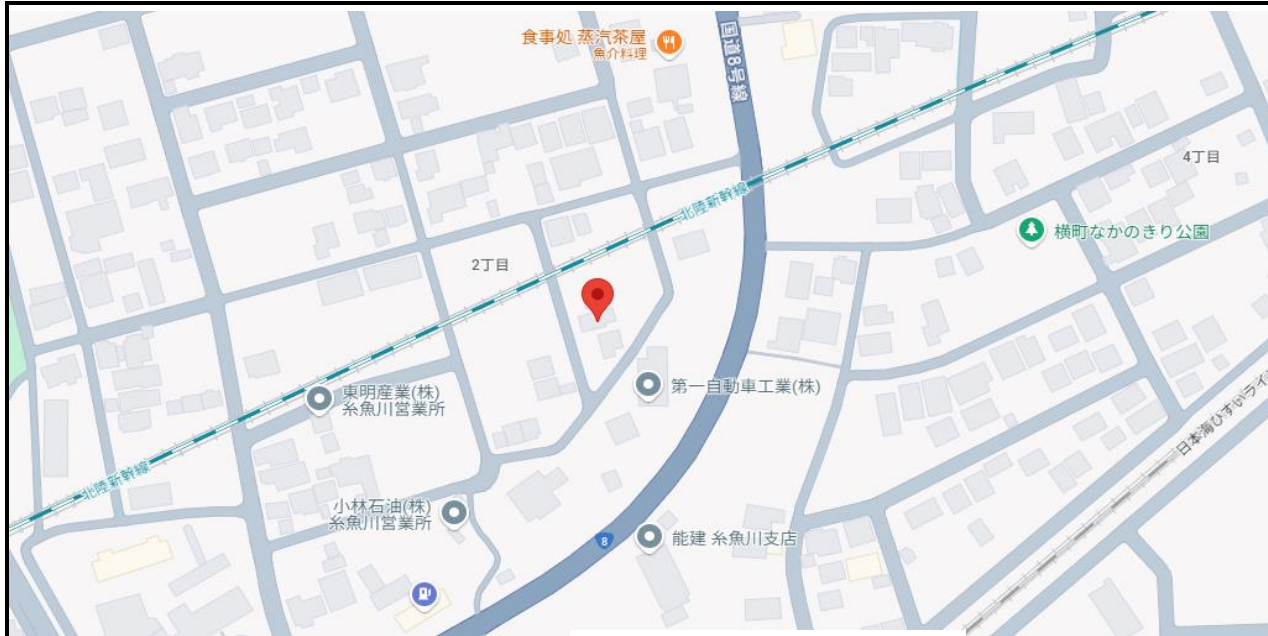 食事処 蒸汽茶屋
魚介料理
国道8号線
4丁目
北陸新幹線
横町なかのきり公園
2丁目
東明産業(株)
糸魚川営業所
第一自動車工業(株)
日本海ひすいライ
北陸新幹線
小林石油(株)
糸魚川営業所
能建 糸魚川支店
8